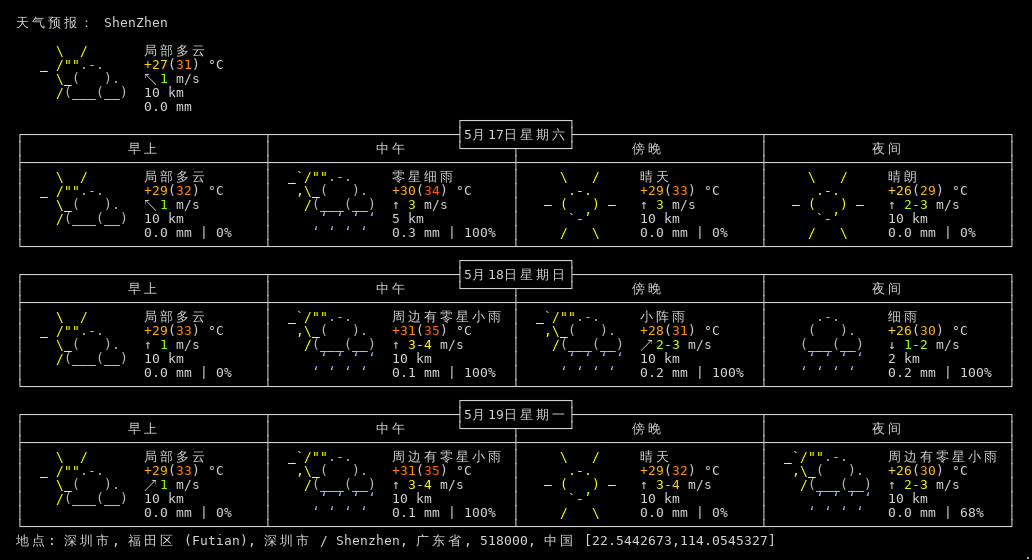 天气预报： ShenZhen
局部多云
+27(31) °C
↖ 1 m/s
10 km
0.0 mm
5月17日星期六
早上 中午 傍晚 夜间
局部多云 零星细雨 晴天 晴朗
+29(32) °C +30(34) °C +29(33) °C +26(29) °C
↖ 1 m/s ↑ 3 m/s ↑ 3 m/s ↑ 2-3 m/s
10 km 5 km 10 km 10 km
0.0 mm | 0% 0.3 mm | 100% 0.0 mm | 0% 0.0 mm | 0%
5月18日星期日
早上 中午 傍晚 夜间
局部多云 周边有零星小雨 小阵雨 细雨
+29(33) °C +31(35) °C +28(31) °C +26(30) °C
↑ 1 m/s ↑ 3-4 m/s ↗ 2-3 m/s ↓ 1-2 m/s
10 km 10 km 10 km 2 km
0.0 mm | 0% 0.1 mm | 100% 0.2 mm | 100% 0.2 mm | 100%
5月19日星期一
早上 中午 傍晚 夜间
局部多云 周边有零星小雨 晴天 周边有零星小雨
+29(33) °C +31(35) °C +29(32) °C +26(30) °C
↗ 1 m/s ↑ 3-4 m/s ↑ 3-4 m/s ↑ 2-3 m/s
10 km 10 km 10 km 10 km
0.0 mm | 0% 0.1 mm | 100% 0.0 mm | 0% 0.0 mm | 68%
地点: 深圳市, 福田区 (Futian), 深圳市 / Shenzhen, 广东省, 518000, 中国 [22.5442673,114.0545327]